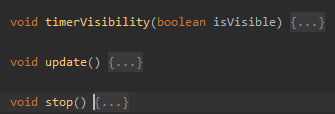 void timerVisibility(boolean isVisible) {...}
void update() {...}
void stop() {...}